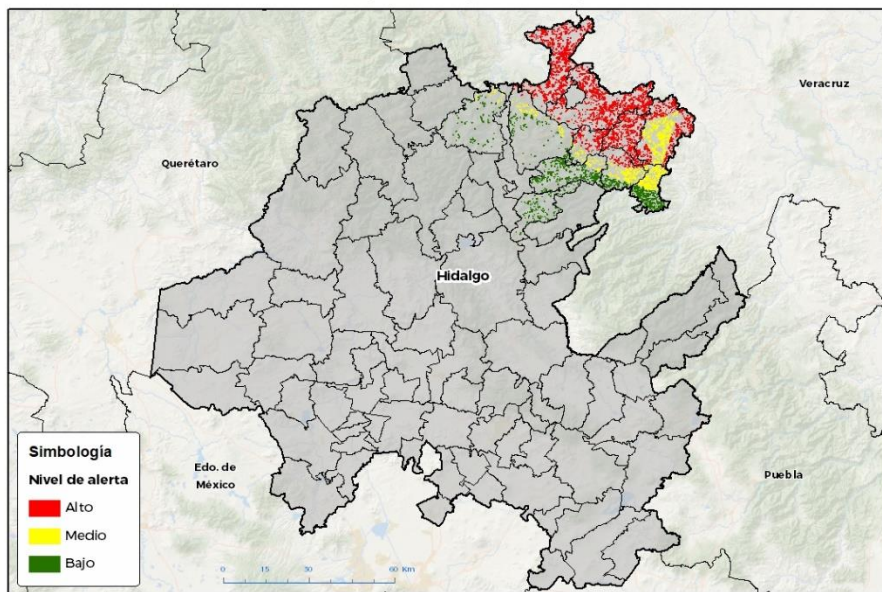 Veracruz
Querétaro
Hidalgo
Simbología
Nivel de alerta
Alto
Medio
Bajo
Edo. de
México
Puebla
0 15 30 60 Km